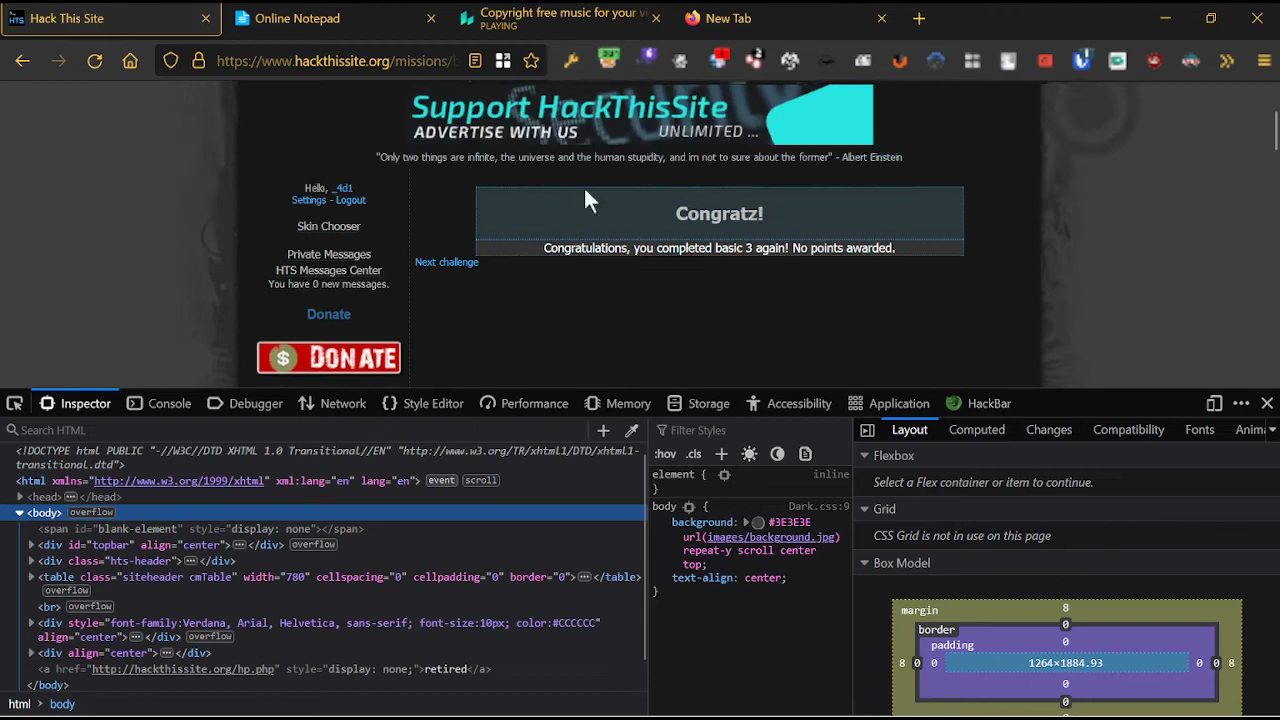 Hack This Site
Online Notepad
Copyright free music for your vi
PLAYING
New Tab
https://www.hackthissite.org/missions/b
Support HackThisSite
ADVERTISE WITH US UNLIMITED ...
"Only two things are infinite, the universe and the human stupidity, and im not to sure about the former" - Albert Einstein
Hello, _4d1
Settings - Logout
Skin Chooser
Private Messages
HTS Messages Center
You have 0 new messages.
Donate
$ DONATE
Congratz!
Congratulations, you completed basic 3 again! No points awarded.
Next challenge
Inspector Console Debugger Network Style Editor Performance Memory Storage Accessibility Application HackBar
Search HTML
<!DOCTYPE html PUBLIC "-//W3C//DTD XHTML 1.0 Transitional//EN" "http://www.w3.org/TR/xhtml1/DTD/xhtml1-
transitional.dtd">
<html xmlns="http://www.w3.org/1999/xhtml" xml:lang="en" lang="en"> event scroll
<head> ••• </head>
<body> overflow
<span id="blank-element" style="display: none"></span>
<div id="topbar" align="center"> ••• </div> overflow
<div class="hts-header"> ••• </div>
<table class="siteheader cmTable" width="780" cellspacing="0" cellpadding="0" border="0"> ••• </table>
overflow
<br> overflow
<div style="font-family:Verdana, Arial, Helvetica, sans-serif; font-size:10px; color:#CCCCCC"
align="center"> ••• </div> overflow
<div align="center"> ••• </div>
<a href="http://hackthissite.org/hp.php" style="display: none;">retired</a>
</body>
html > body
Filter Styles
:hov .cls +
element { inline
}
body { Dark.css:9
background: #3E3E3E
url(images/background.jpg)
repeat-y scroll center
top;
text-align: center;
}
Layout Computed Changes Compatibility Fonts Anima
Flexbox
Select a Flex container or item to continue.
Grid
CSS Grid is not in use on this page
Box Model
margin 8
border 0
padding 0
8 0 0 1264×1884.93 0 0 8
0
0